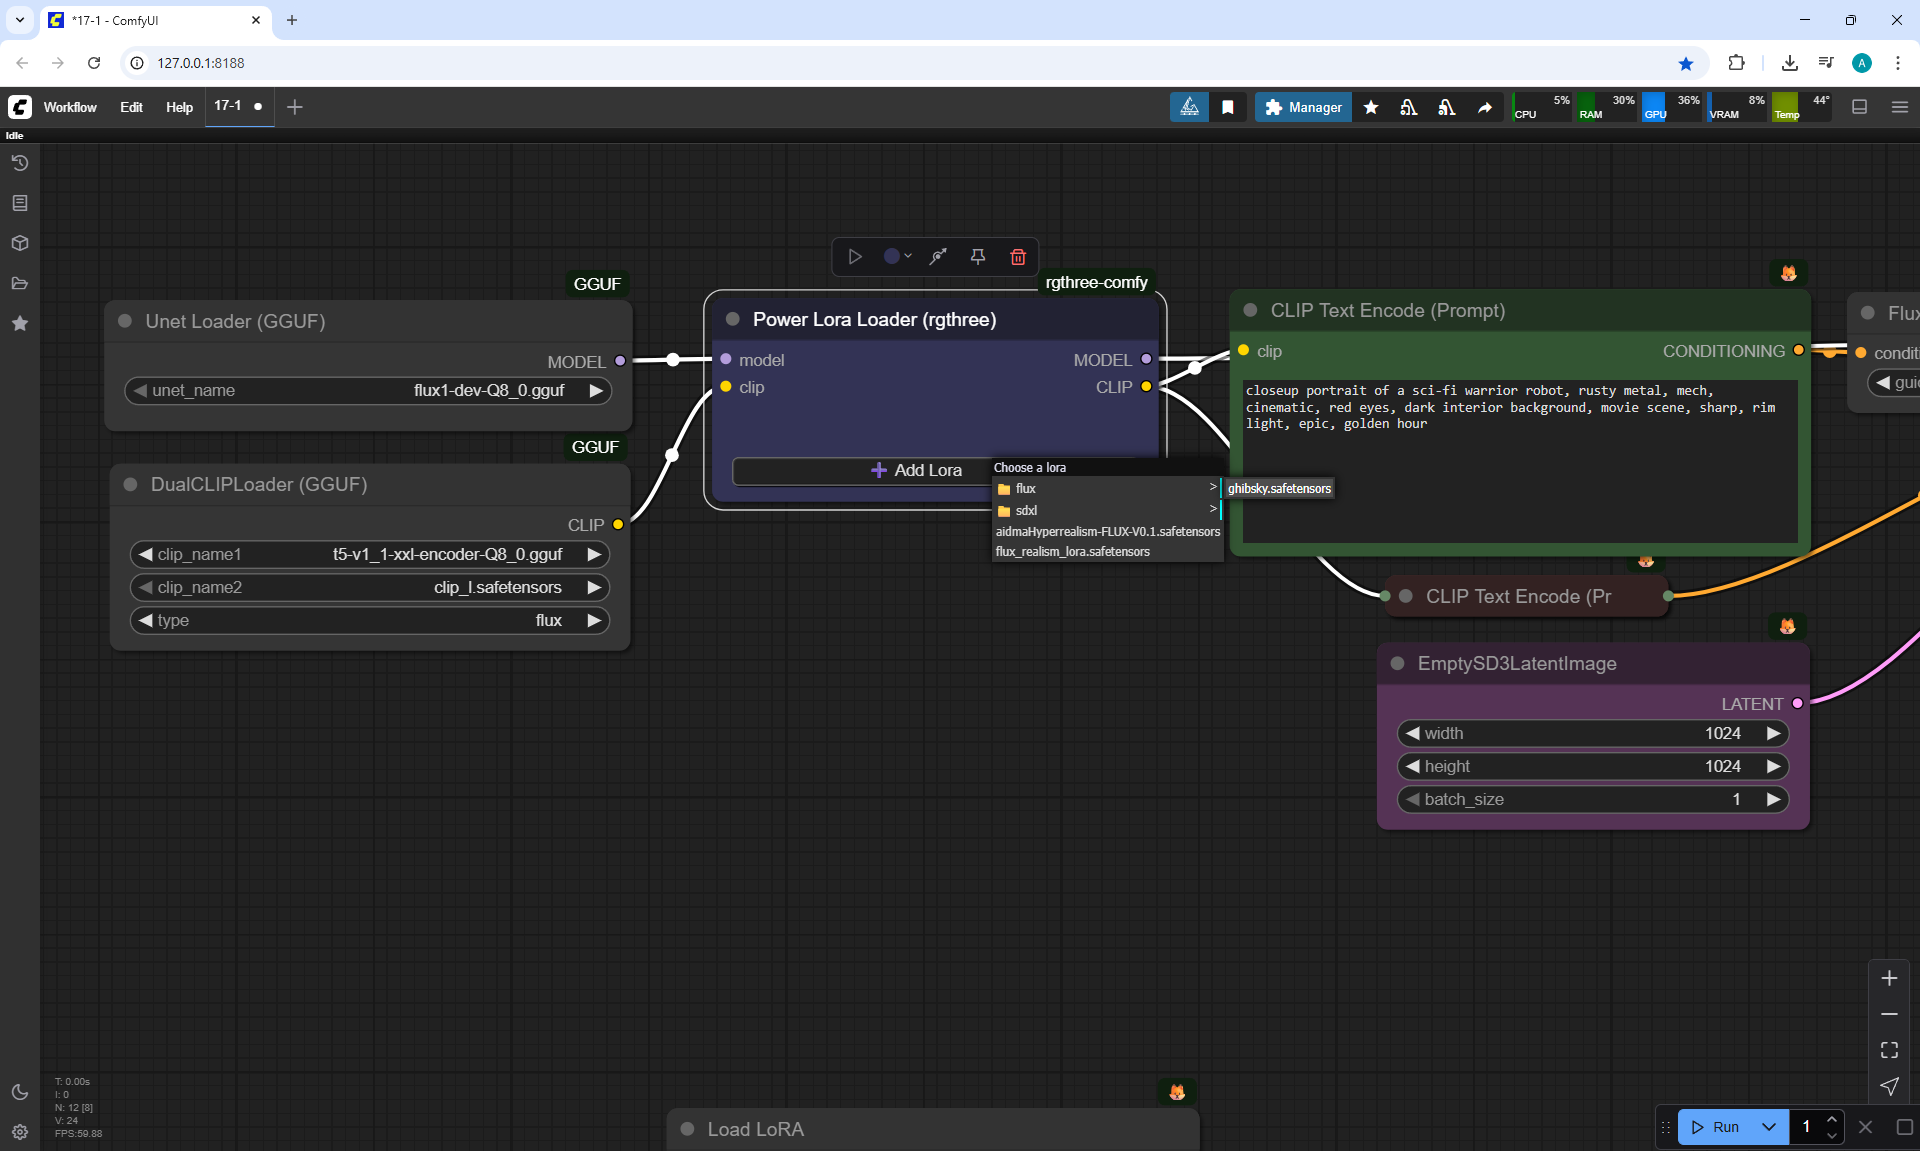 *17-1 - ComfyUI
127.0.0.1:8188
A
Workflow
Edit
Help
17-1
Manager
CPU
5%
RAM
30%
GPU
36%
VRAM
8%
Temp
44°
Idle
GGUF
rgthree-comfy
Unet Loader (GGUF)
MODEL
unet_name
flux1-dev-Q8_0.gguf
Power Lora Loader (rgthree)
model
MODEL
clip
CLIP
Add Lora
CLIP Text Encode (Prompt)
clip
CONDITIONING
closeup portrait of a sci-fi warrior robot, rusty metal, mech,
cinematic, red eyes, dark interior background, movie scene, sharp, rim
light, epic, golden hour
Flux
conditi
gui
GGUF
DualCLIPLoader (GGUF)
CLIP
clip_name1
t5-v1_1-xxl-encoder-Q8_0.gguf
clip_name2
clip_l.safetensors
type
flux
Choose a lora
flux
>
ghibsky.safetensors
sdxl
>
aidmaHyperrealism-FLUX-V0.1.safetensors
flux_realism_lora.safetensors
CLIP Text Encode (Pr
EmptySD3LatentImage
LATENT
width
1024
height
1024
batch_size
1
T: 0.00s
I: 0
N: 12 [8]
V: 24
FPS:59.88
Load LoRA
Run
1